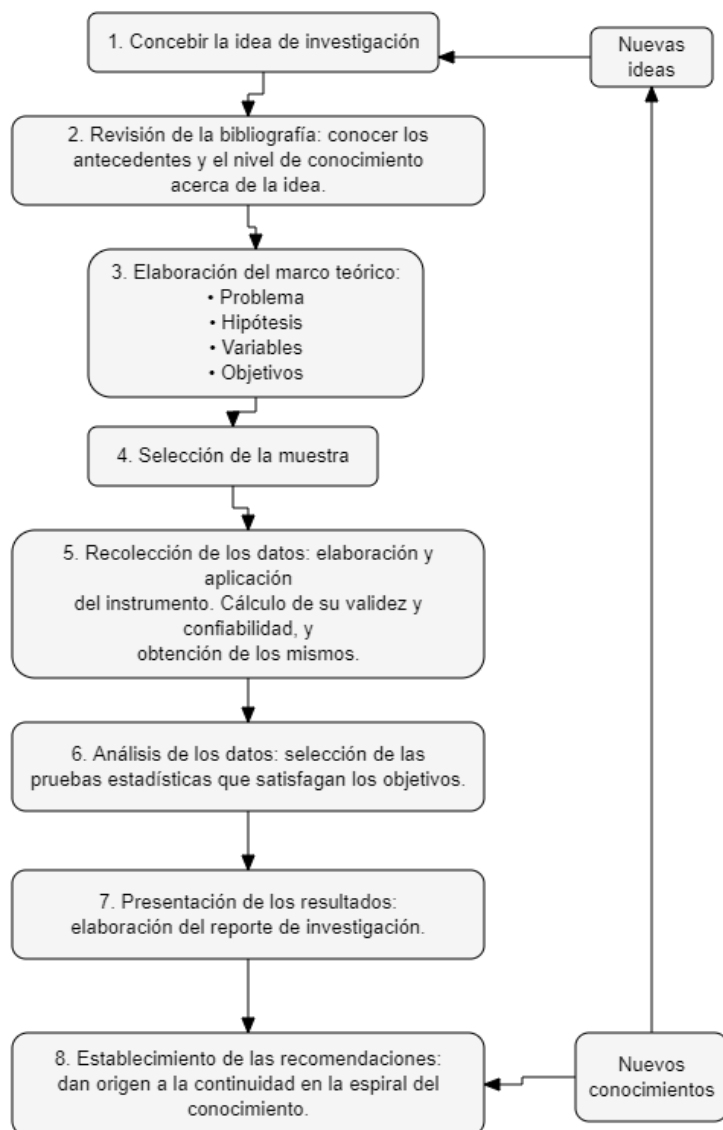 1. Concebir la idea de investigación
Nuevas
ideas
2. Revisión de la bibliografía: conocer los
antecedentes y el nivel de conocimiento
acerca de la idea.
3. Elaboración del marco teórico:
• Problema
• Hipótesis
• Variables
• Objetivos
4. Selección de la muestra
5. Recolección de los datos: elaboración y
aplicación
del instrumento. Cálculo de su validez y
confiabilidad, y
obtención de los mismos.
6. Análisis de los datos: selección de las
pruebas estadísticas que satisfagan los objetivos.
7. Presentación de los resultados:
elaboración del reporte de investigación.
8. Establecimiento de las recomendaciones:
dan origen a la continuidad en la espiral del
conocimiento.
Nuevos
conocimientos